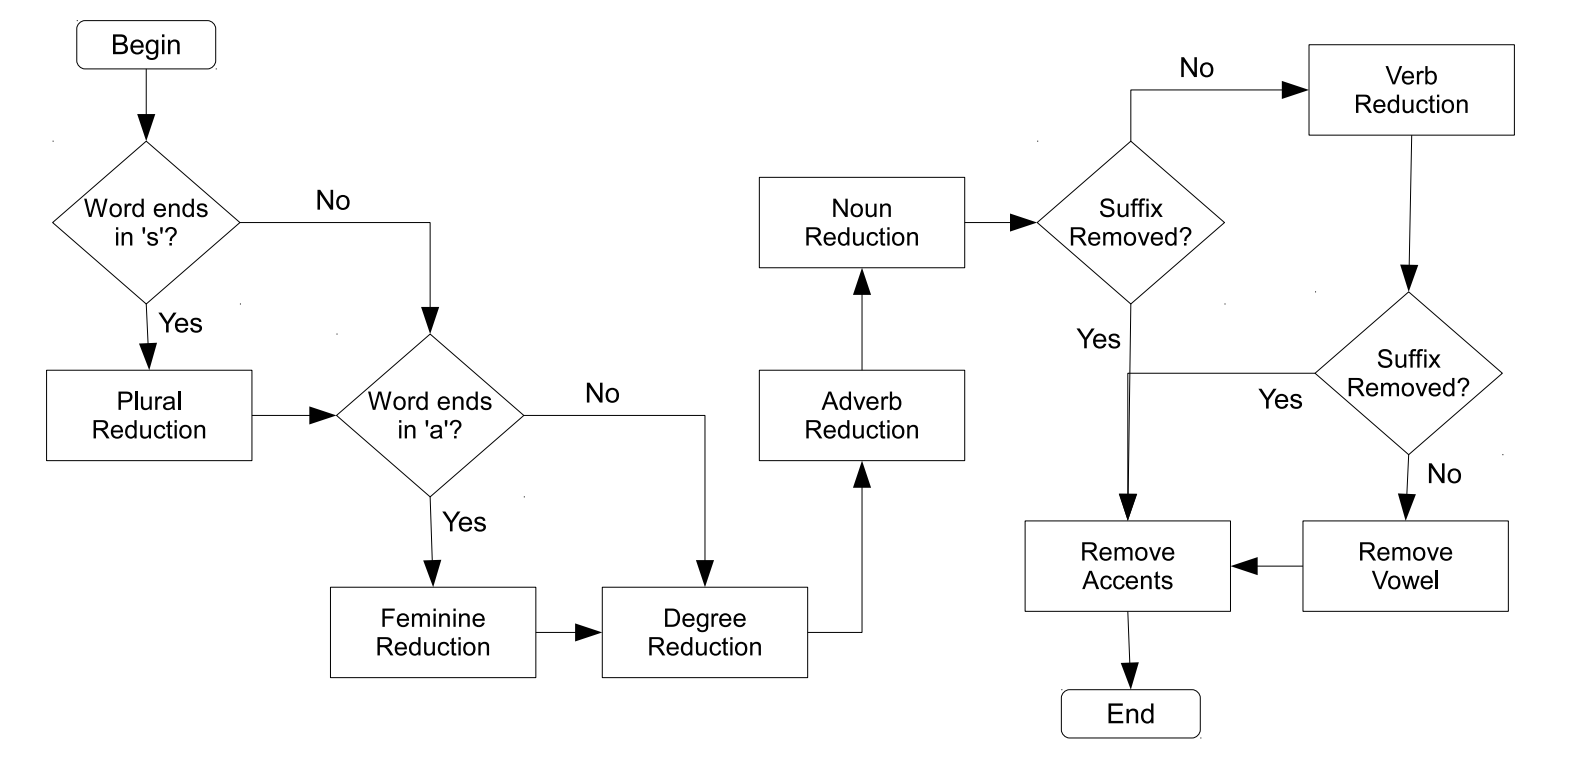 Begin
Word ends
in 's'?
No
Yes
Plural
Reduction
Word ends
in 'a'?
No
Yes
Feminine
Reduction
Degree
Reduction
Adverb
Reduction
Noun
Reduction
Suffix
Removed?
No
Yes
Verb
Reduction
Suffix
Removed?
Yes
No
Remove
Vowel
Remove
Accents
End